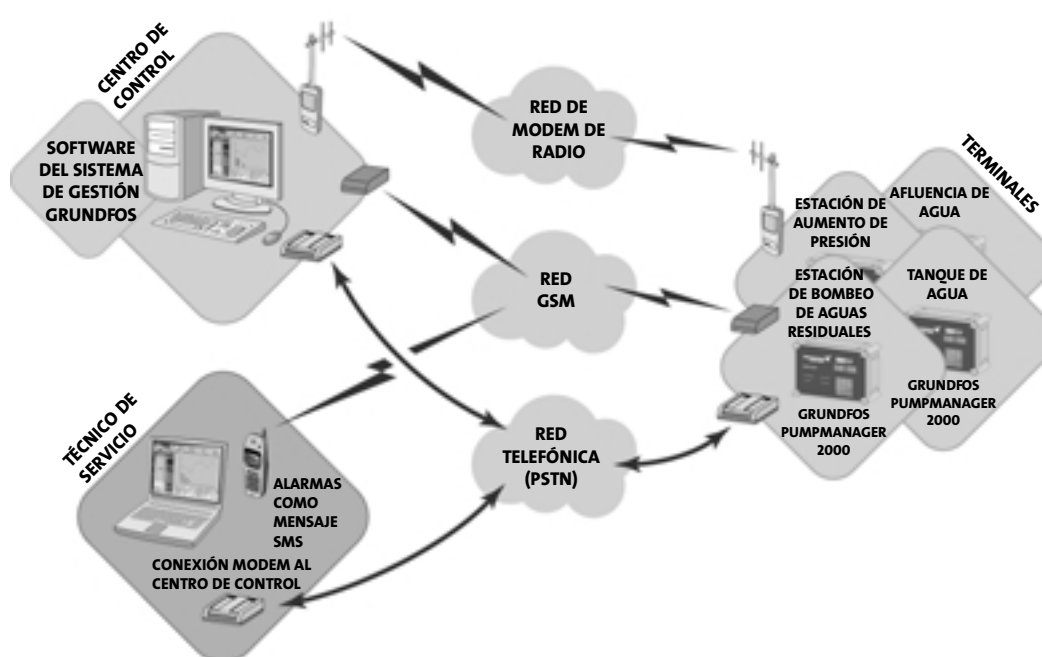 CENTRO DE
CONTROL
SOFTWARE
DEL SISTEMA
DE GESTIÓN
GRUNDFOS
RED DE
MODEM DE
RADIO
TERMINALES
ESTACIÓN DE
AUMENTO DE
PRESIÓN
AFLUENCIA DE
AGUA
RED
GSM
ESTACIÓN
DE BOMBEO
DE AGUAS
RESIDUALES
TANQUE DE
AGUA
GRUNDFOS
PUMPMANAGER
2000
GRUNDFOS
PUMPMANAGER
2000
TÉCNICO DE
SERVICIO
ALARMAS
COMO
MENSAJE
SMS
CONEXIÓN MODEM AL
CENTRO DE CONTROL
RED
TELEFÓNICA
(PSTN)